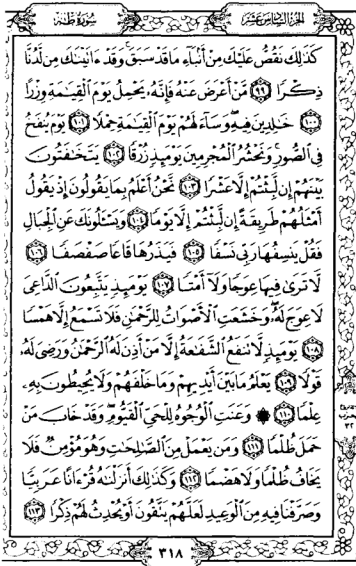 الجزء السادس عشر
سورة طه
كَذَٰلِكَ نَقُصُّ عَلَيْكَ مِنْ أَنۢبَآءِ مَا قَدْ سَبَقَ ۚ وَقَدْ ءَاتَيْنَٰكَ مِن لَّدُنَّا
ذِكْرًا ۝٩٩ مَّنْ أَعْرَضَ عَنْهُ فَإِنَّهُۥ يَحْمِلُ يَوْمَ ٱلْقِيَٰمَةِ وِزْرًا
۝١٠٠ خَٰلِدِينَ فِيهِ ۖ وَسَآءَ لَهُمْ يَوْمَ ٱلْقِيَٰمَةِ حِمْلًا ۝١٠١ يَوْمَ يُنفَخُ
فِى ٱلصُّورِ ۚ وَنَحْشُرُ ٱلْمُجْرِمِينَ يَوْمَئِذٍ زُرْقًا ۝١٠٢ يَتَخَٰفَتُونَ
بَيْنَهُمْ إِن لَّبِثْتُمْ إِلَّا عَشْرًا ۝١٠٣ نَّحْنُ أَعْلَمُ بِمَا يَقُولُونَ إِذْ يَقُولُ
أَمْثَلُهُمْ طَرِيقَةً إِن لَّبِثْتُمْ إِلَّا يَوْمًا ۝١٠٤ وَيَسْـَٔلُونَكَ عَنِ ٱلْجِبَالِ
فَقُلْ يَنسِفُهَا رَبِّى نَسْفًا ۝١٠٥ فَيَذَرُهَا قَاعًا صَفْصَفًا ۝١٠٦
لَّا تَرَىٰ فِيهَا عِوَجًا وَلَآ أَمْتًا ۝١٠٧ يَوْمَئِذٍ يَتَّبِعُونَ ٱلدَّاعِىَ
لَا عِوَجَ لَهُۥ ۖ وَخَشَعَتِ ٱلْأَصْوَاتُ لِلرَّحْمَٰنِ فَلَا تَسْمَعُ إِلَّا هَمْسًا
۝١٠٨ يَوْمَئِذٍ لَّا تَنفَعُ ٱلشَّفَٰعَةُ إِلَّا مَنْ أَذِنَ لَهُ ٱلرَّحْمَٰنُ وَرَضِىَ لَهُۥ
قَوْلًا ۝١٠٩ يَعْلَمُ مَا بَيْنَ أَيْدِيهِمْ وَمَا خَلْفَهُمْ وَلَا يُحِيطُونَ بِهِۦ
عِلْمًا ۝١١٠ ۞ وَعَنَتِ ٱلْوُجُوهُ لِلْحَىِّ ٱلْقَيُّومِ ۖ وَقَدْ خَابَ مَنْ
حَمَلَ ظُلْمًا ۝١١١ وَمَن يَعْمَلْ مِنَ ٱلصَّٰلِحَٰتِ وَهُوَ مُؤْمِنٌ فَلَا
يَخَافُ ظُلْمًا وَلَا هَضْمًا ۝١١٢ وَكَذَٰلِكَ أَنزَلْنَٰهُ قُرْءَانًا عَرَبِيًّا
وَصَرَّفْنَا فِيهِ مِنَ ٱلْوَعِيدِ لَعَلَّهُمْ يَتَّقُونَ أَوْ يُحْدِثُ لَهُمْ ذِكْرًا ۝١١٣
٣١٨